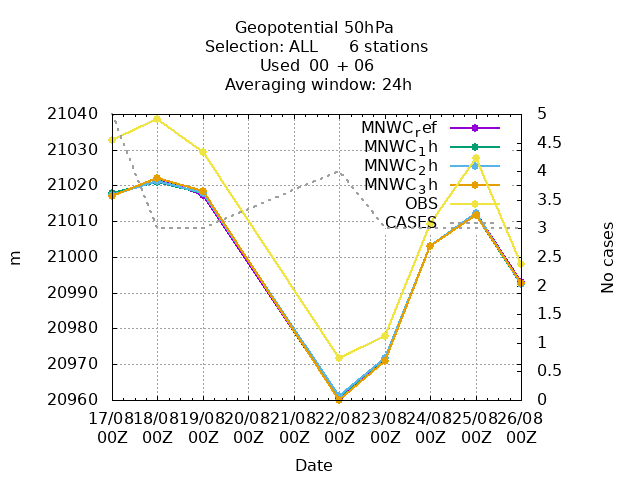 Geopotential 50hPa
Selection: ALL 6 stations
Used 00 + 06
Averaging window: 24h
21040
21030
21020
21010
21000
20990
20980
20970
20960
m
5
4.5
4
3.5
3
2.5
2
1.5
1
0.5
0
No cases
MNWC_ref
MNWC_1h
MNWC_2h
MNWC_3h
OBS
CASES
17/08 18/08 19/08 20/08 21/08 22/08 23/08 24/08 25/08 26/08
00Z 00Z 00Z 00Z 00Z 00Z 00Z 00Z 00Z 00Z
Date